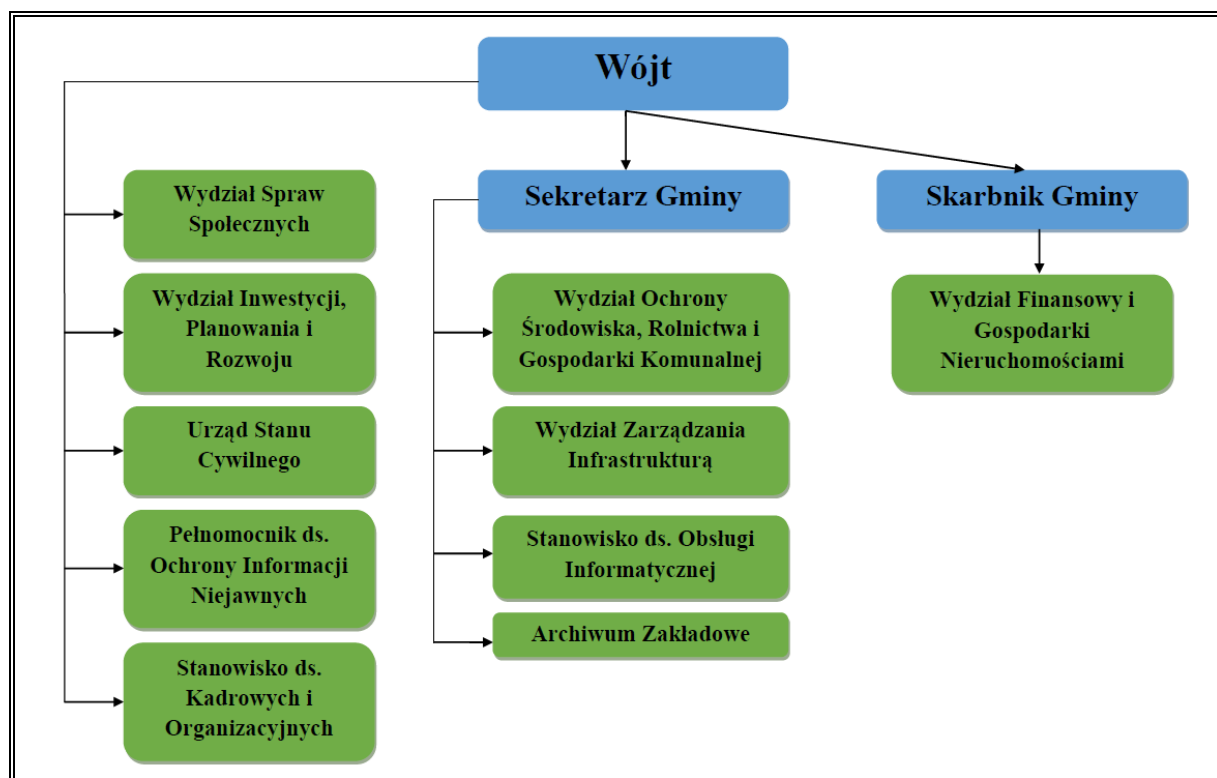 Wójt
Sekretarz Gminy
Skarbnik Gminy
Wydział Spraw
Społecznych
Wydział Inwestycji,
Planowania i
Rozwoju
Urząd Stanu
Cywilnego
Pełnomocnik ds.
Ochrony Informacji
Niejawnych
Stanowisko ds.
Kadrowych i
Organizacyjnych
Wydział Ochrony
Środowiska, Rolnictwa i
Gospodarki Komunalnej
Wydział Zarządzania
Infrastrukturą
Stanowisko ds. Obsługi
Informatycznej
Archiwum Zakładowe
Wydział Finansowy i
Gospodarki
Nieruchomościami